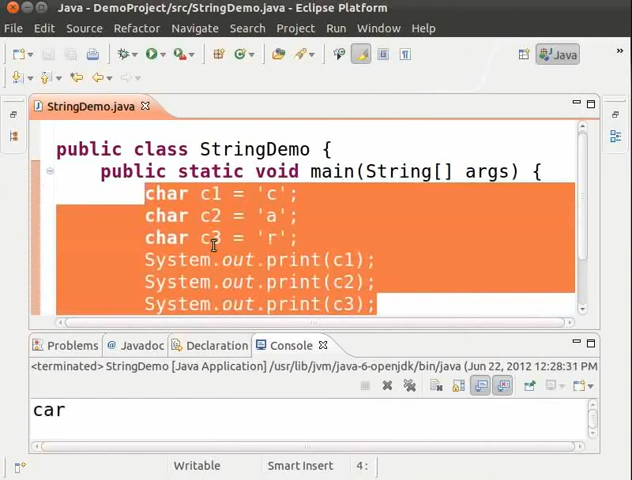 Java - DemoProject/src/StringDemo.java - Eclipse Platform
File Edit Source Refactor Navigate Search Project Run Window Help
Java
»
StringDemo.java
public class StringDemo {
public static void main(String[] args) {
char c1 = 'c';
char c2 = 'a';
char c3 = 'r';
System.out.print(c1);
System.out.print(c2);
System.out.print(c3);
Problems @ Javadoc Declaration Console
<terminated> StringDemo [Java Application] /usr/lib/jvm/java-6-openjdk/bin/java (Jun 22, 2012 12:28:31 PM)
car
Writable Smart Insert 4: